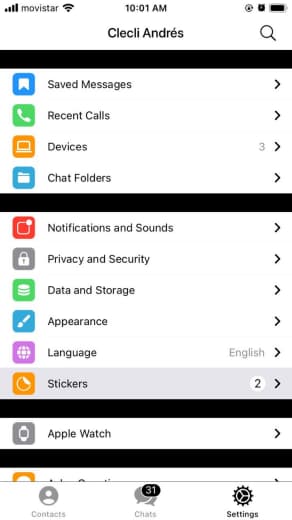 movistar 10:01 AM
Clecli Andrés
Saved Messages
Recent Calls
Devices 3
Chat Folders
Notifications and Sounds
Privacy and Security
Data and Storage
Appearance
Language English
Stickers 2
Apple Watch
31
Contacts Chats Settings